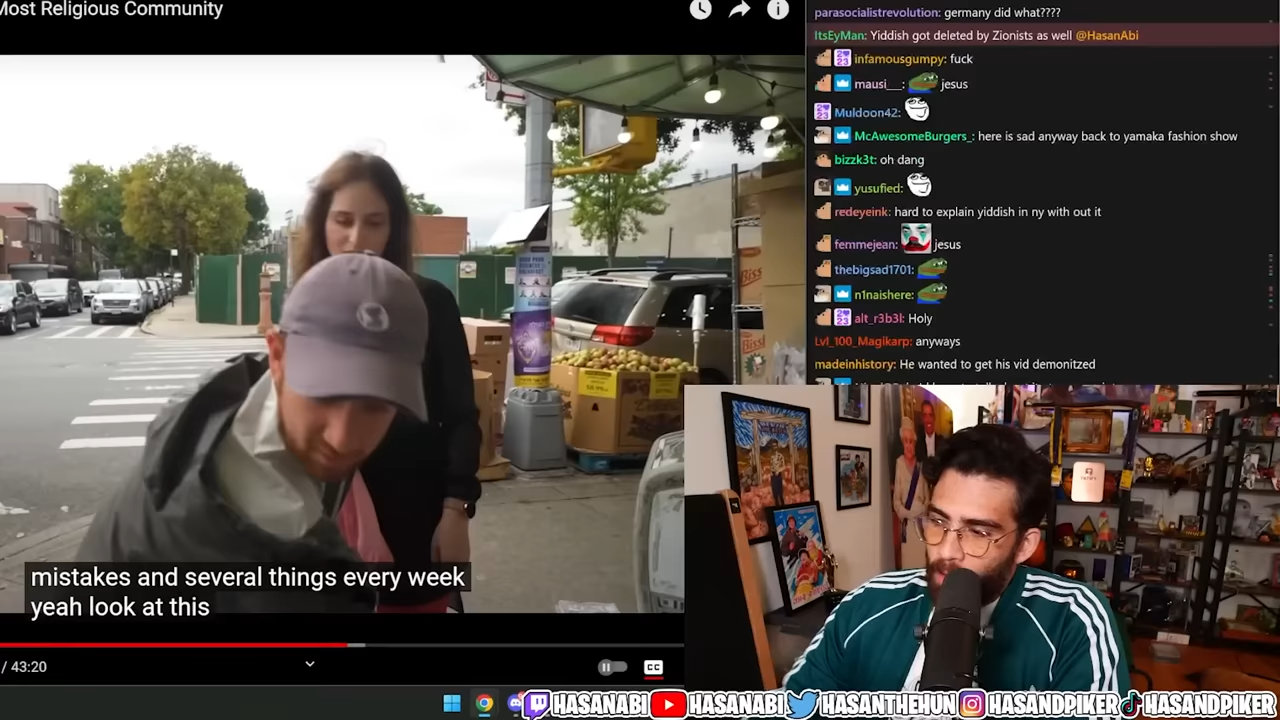 Most Religious Community
mistakes and several things every week
yeah look at this
/ 43:20
CC
parasocialistrevolution: germany did what????
ItsEyMan: Yiddish got deleted by Zionists as well @HasanAbi
infamousgumpy: fuck
mausi___: jesus
Muldoon42:
McAwesomeBurgers_: here is sad anyway back to yamaka fashion show
bizzk3t: oh dang
yusufied:
redeyeink: hard to explain yiddish in ny with out it
femmejean: jesus
thebigsad1701:
n1naishere:
alt_r3b3l: Holy
Lvl_100_Magikarp: anyways
madeinhistory: He wanted to get his vid demonitzed
Biss
Bissl
HASANABI HASANABI HASANTHEHUN HASANDPIKER HASANDPIKER